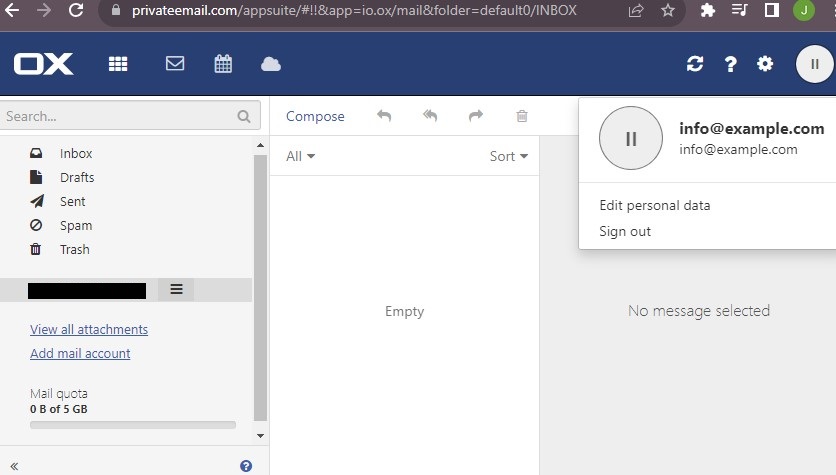 privateemail.com/appsuite/#!!&app=io.ox/mail&folder=default0/INBOX
J
OX
II
Search...
Compose
II
info@example.com
info@example.com
Inbox
All
Sort
Drafts
Sent
Edit personal data
Spam
Sign out
Trash
Empty
No message selected
View all attachments
Add mail account
Mail quota
0 B of 5 GB